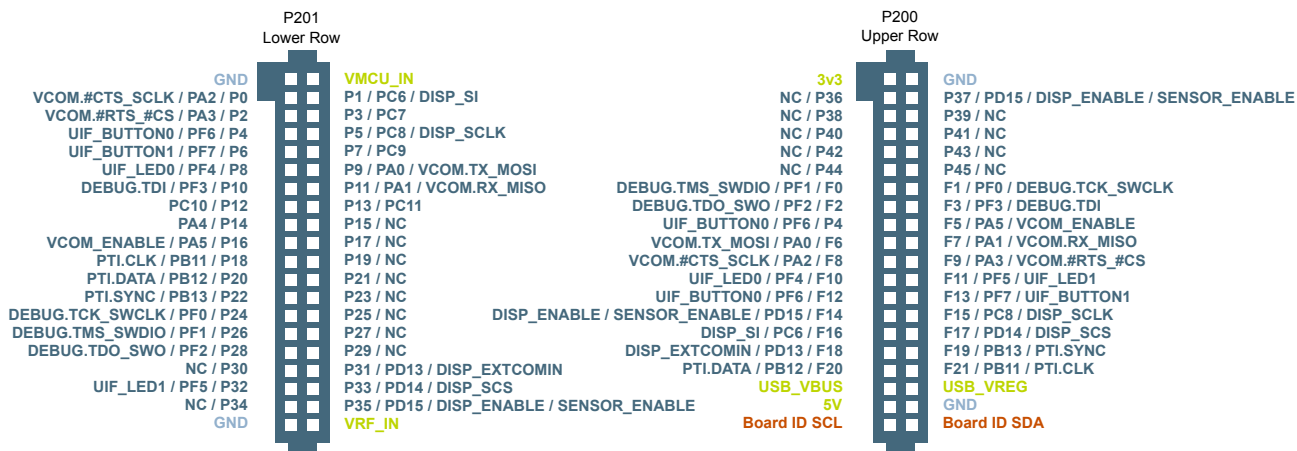 P201
Lower Row
GND
VMCU_IN
VCOM.#CTS_SCLK / PA2 / P0
P1 / PC6 / DISP_SI
VCOM.#RTS_#CS / PA3 / P2
P3 / PC7
UIF_BUTTON0 / PF6 / P4
P5 / PC8 / DISP_SCLK
UIF_BUTTON1 / PF7 / P6
P7 / PC9
UIF_LED0 / PF4 / P8
P9 / PA0 / VCOM.TX_MOSI
DEBUG.TDI / PF3 / P10
P11 / PA1 / VCOM.RX_MISO
PC10 / P12
P13 / PC11
PA4 / P14
P15 / NC
VCOM_ENABLE / PA5 / P16
P17 / NC
PTI.CLK / PB11 / P18
P19 / NC
PTI.DATA / PB12 / P20
P21 / NC
PTI.SYNC / PB13 / P22
P23 / NC
DEBUG.TCK_SWCLK / PF0 / P24
P25 / NC
DEBUG.TMS_SWDIO / PF1 / P26
P27 / NC
DEBUG.TDO_SWO / PF2 / P28
P29 / NC
NC / P30
P31 / PD13 / DISP_EXTCOMIN
UIF_LED1 / PF5 / P32
P33 / PD14 / DISP_SCS
NC / P34
P35 / PD15 / DISP_ENABLE / SENSOR_ENABLE
GND
VRF_IN
P200
Upper Row
3v3
GND
NC / P36
P37 / PD15 / DISP_ENABLE / SENSOR_ENABLE
NC / P38
P39 / NC
NC / P40
P41 / NC
NC / P42
P43 / NC
NC / P44
P45 / NC
DEBUG.TMS_SWDIO / PF1 / F0
F1 / PF0 / DEBUG.TCK_SWCLK
DEBUG.TDO_SWO / PF2 / F2
F3 / PF3 / DEBUG.TDI
UIF_BUTTON0 / PF6 / P4
F5 / PA5 / VCOM_ENABLE
VCOM.TX_MOSI / PA0 / F6
F7 / PA1 / VCOM.RX_MISO
VCOM.#CTS_SCLK / PA2 / F8
F9 / PA3 / VCOM.#RTS_#CS
UIF_LED0 / PF4 / F10
F11 / PF5 / UIF_LED1
UIF_BUTTON0 / PF6 / F12
F13 / PF7 / UIF_BUTTON1
DISP_ENABLE / SENSOR_ENABLE / PD15 / F14
F15 / PC8 / DISP_SCLK
DISP_SI / PC6 / F16
F17 / PD14 / DISP_SCS
DISP_EXTCOMIN / PD13 / F18
F19 / PB13 / PTI.SYNC
PTI.DATA / PB12 / F20
F21 / PB11 / PTI.CLK
USB_VBUS
USB_VREG
5V
GND
Board ID SCL
Board ID SDA